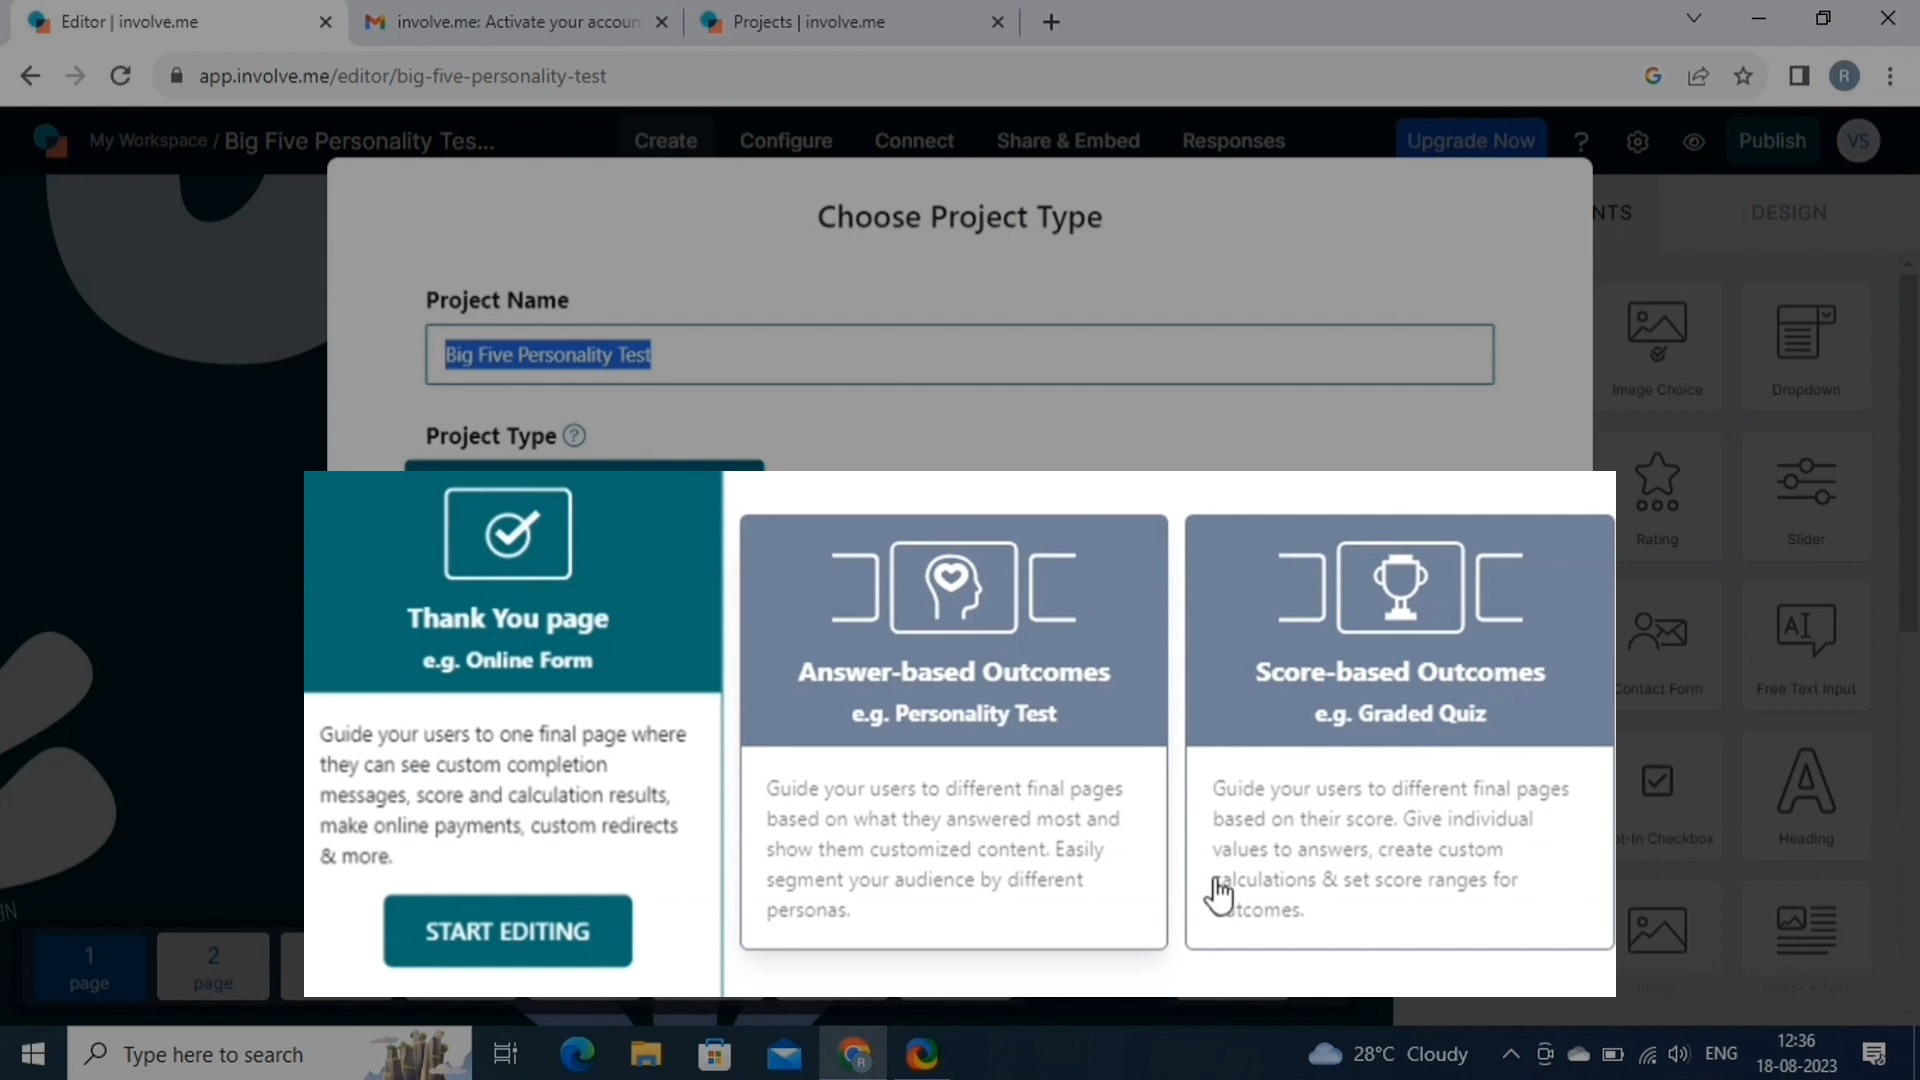 Editor | involve.me
involve.me: Activate your accoun
Projects | involve.me
app.involve.me/editor/big-five-personality-test
R
My Workspace / Big Five Personality Tes...
Create
Configure
Connect
Share & Embed
Responses
Upgrade Now
?
Publish
VS
Choose Project Type
NTS
DESIGN
Project Name
Big Five Personality Test
Project Type ?
Image Choice
Dropdown
Rating
Slider
Contact Form
Free Text Input
pt-In Checkbox
Heading
Thank You page
e.g. Online Form
Guide your users to one final page where
they can see custom completion
messages, score and calculation results,
make online payments, custom redirects
& more.
START EDITING
Answer-based Outcomes
e.g. Personality Test
Guide your users to different final pages
based on what they answered most and
show them customized content. Easily
segment your audience by different
personas.
Score-based Outcomes
e.g. Graded Quiz
Guide your users to different final pages
based on their score. Give individual
values to answers, create custom
calculations & set score ranges for
outcomes.
1
page
2
page
Type here to search
28°C Cloudy
ENG
12:36
18-08-2023